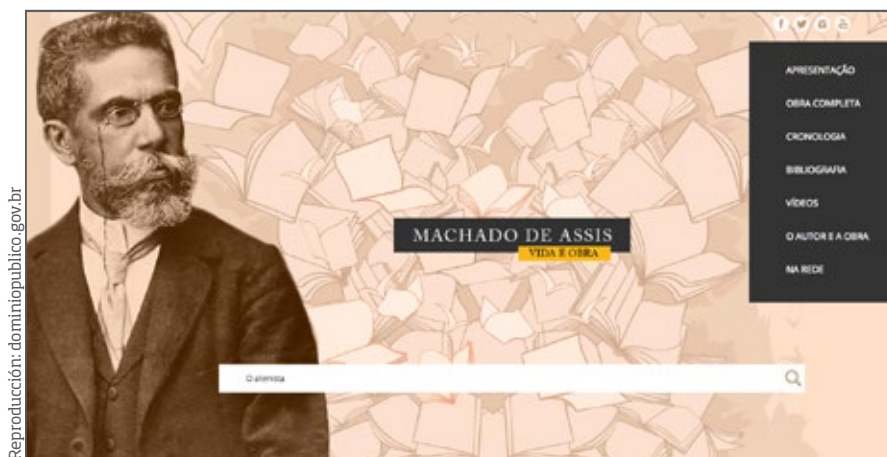 Reproducción: dominiopublico.gov.br
MACHADO DE ASSIS
VIDA E OBRA
APRESENTAÇÃO
OBRA COMPLETA
CRONOLOGIA
BIBLIOGRAFIA
VÍDEOS
O AUTOR E A OBRA
NA REDE
O alienista